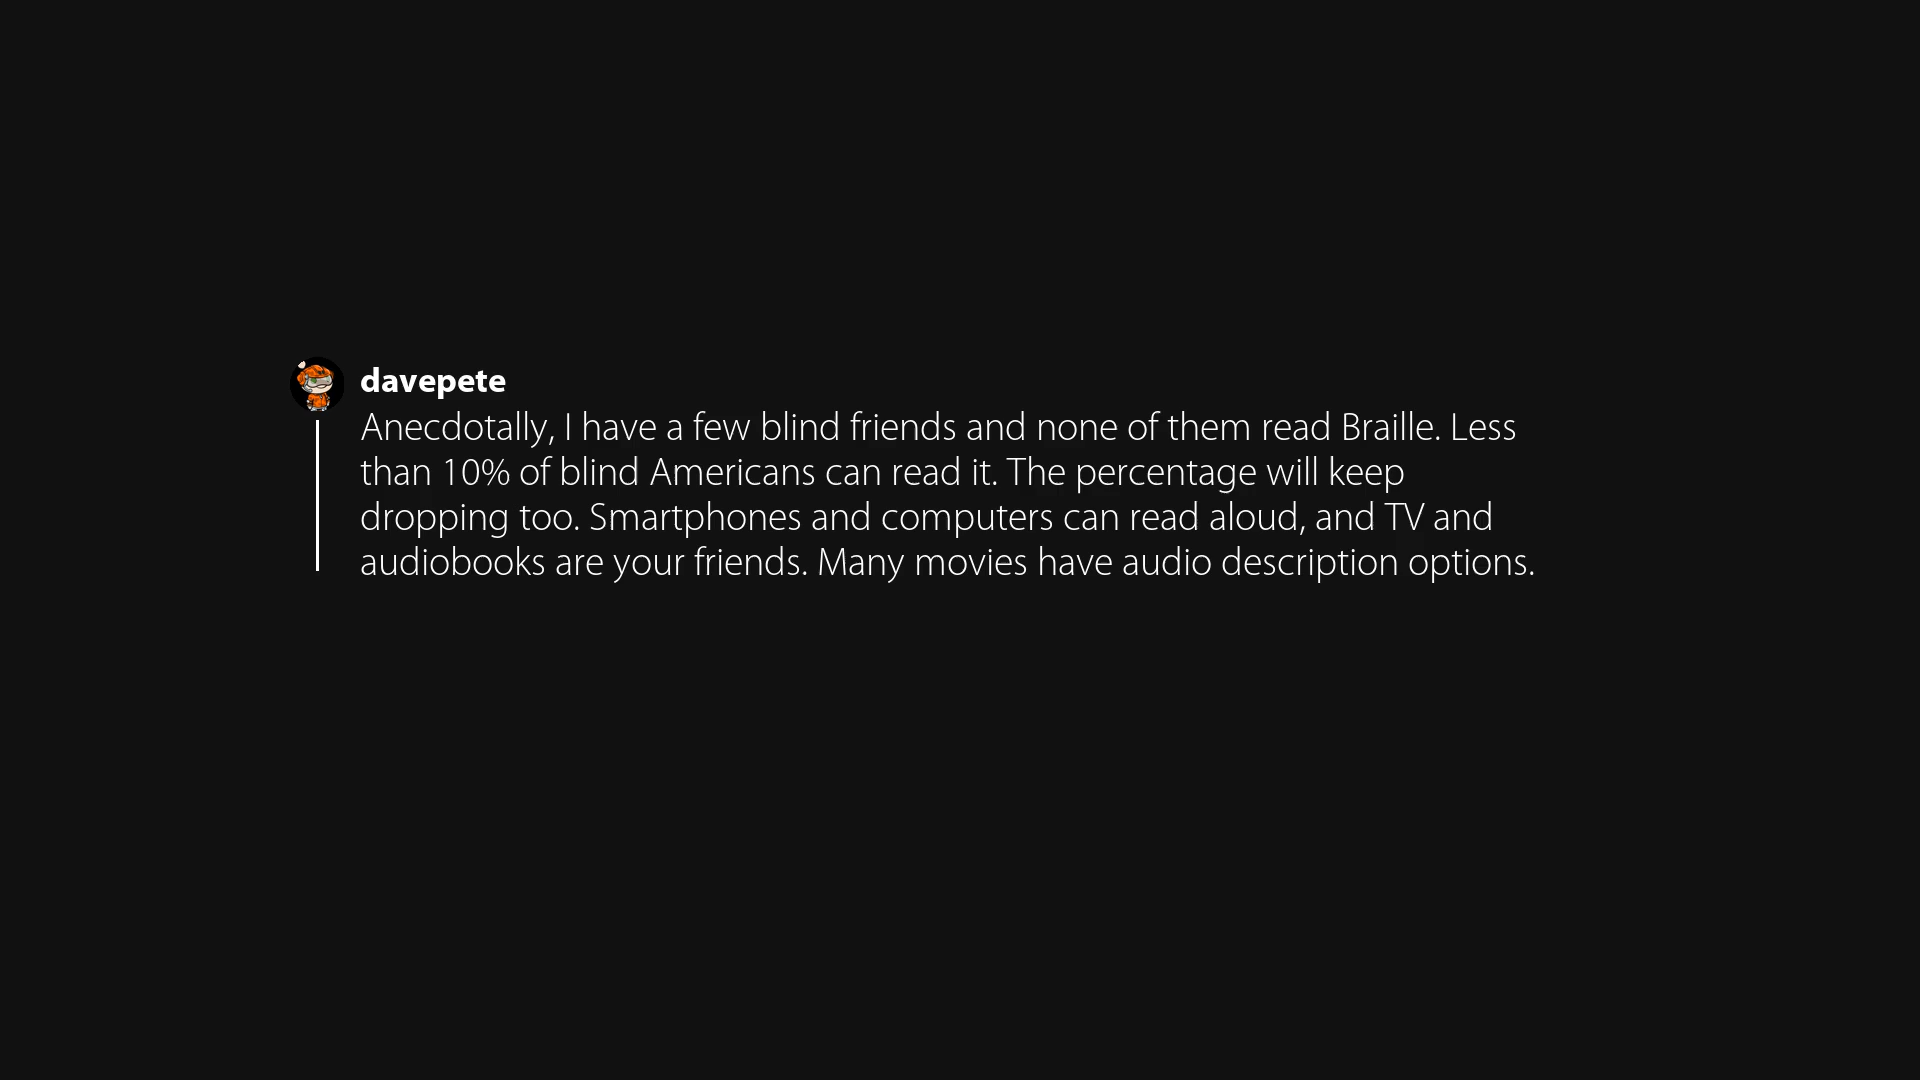 davepete
Anecdotally, I have a few blind friends and none of them read Braille. Less
than 10% of blind Americans can read it. The percentage will keep
dropping too. Smartphones and computers can read aloud, and TV and
audiobooks are your friends. Many movies have audio description options.